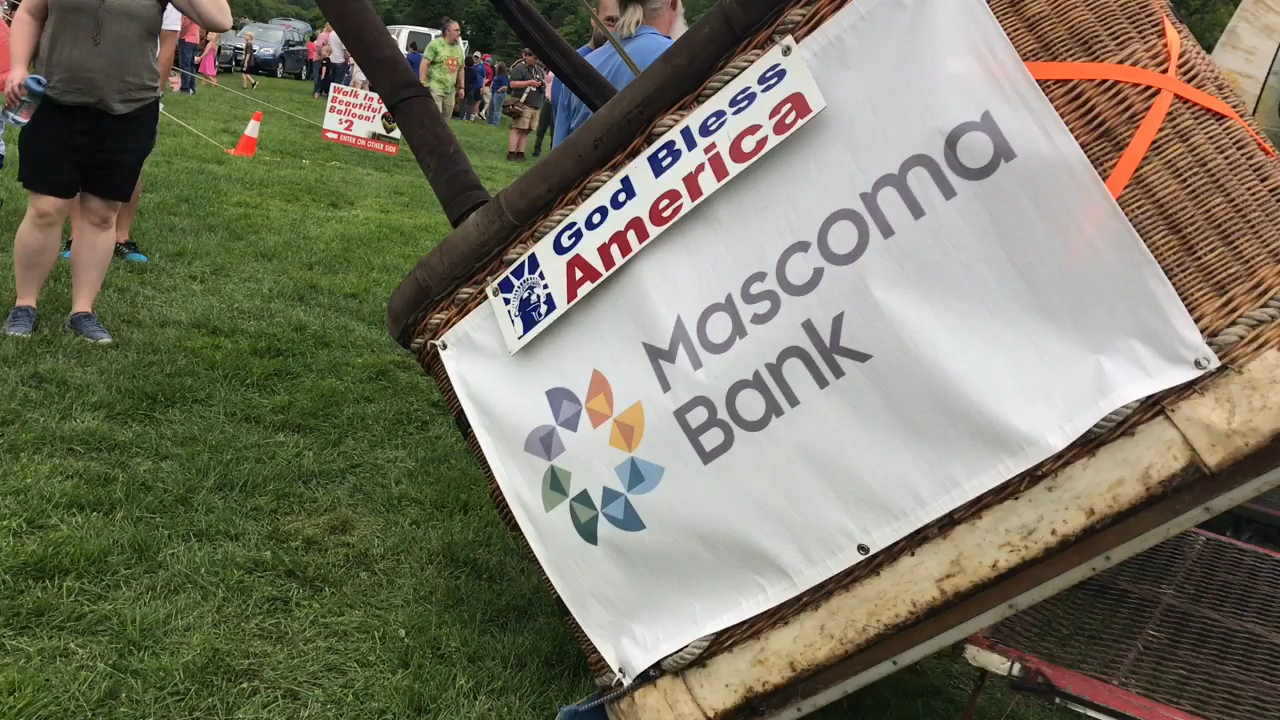 Walk In
Beautiful
Balloon!
$2
ENTER ON OTHER SIDE
God Bless
America
Mascoma
Bank